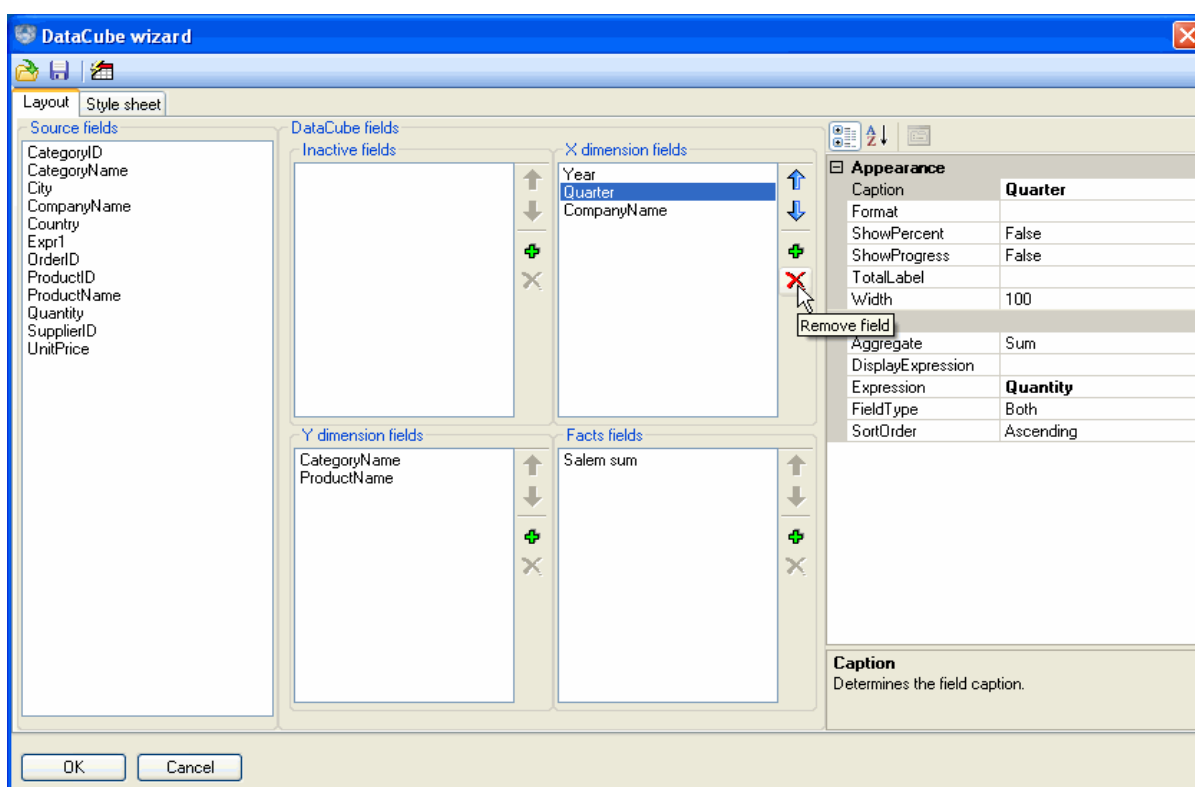 DataCube wizard
Layout
Style sheet
Source fields
CategoryID
CategoryName
City
CompanyName
Country
Expr1
OrderID
ProductID
ProductName
Quantity
SupplierID
UnitPrice
DataCube fields
Inactive fields
X dimension fields
Year
Quarter
CompanyName
Remove field
Y dimension fields
CategoryName
ProductName
Facts fields
Salem sum
Appearance
Caption Quarter
Format
ShowPercent False
ShowProgress False
TotalLabel
Width 100
Aggregate Sum
DisplayExpression
Expression Quantity
FieldType Both
SortOrder Ascending
Caption
Determines the field caption.
OK
Cancel